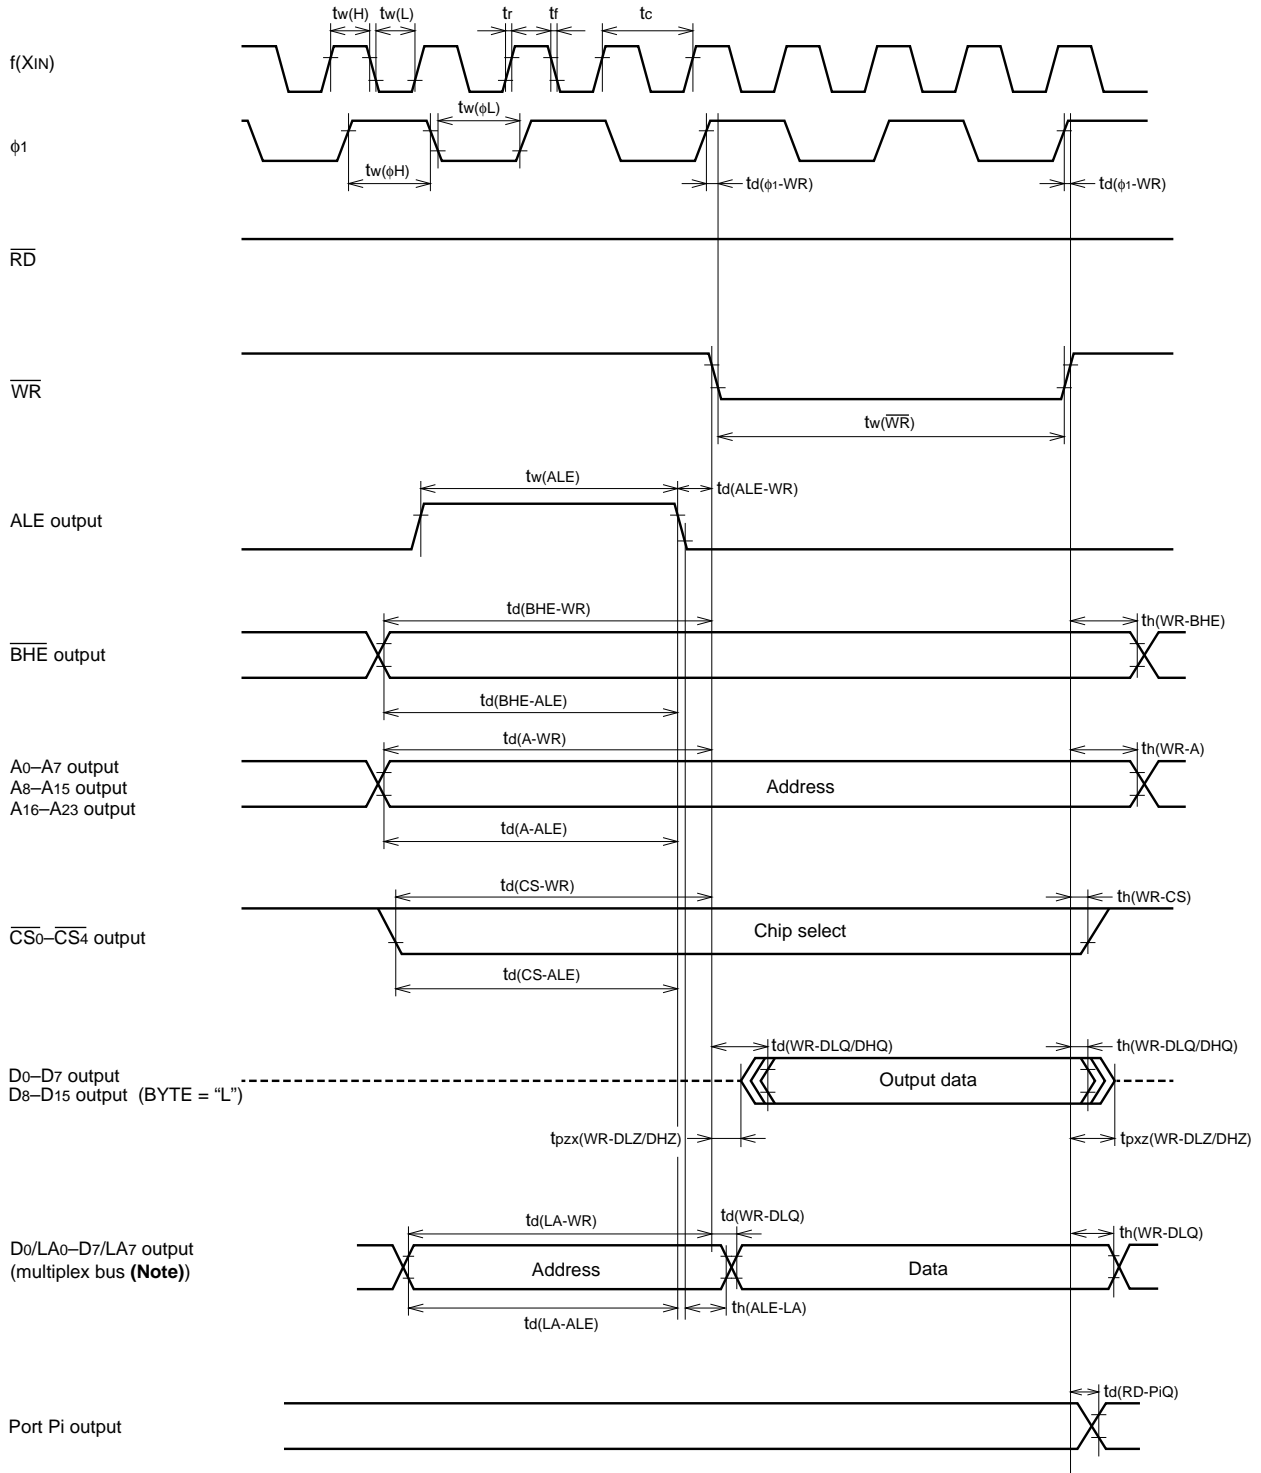 tw(H) tw(L) tr tf tc
f(XIN)
tw(ϕL)
ϕ1
tw(ϕH) td(ϕ1-WR) td(ϕ1-WR)
R̅D̅
W̅R̅
tw(W̅R̅)
tw(ALE) td(ALE-WR)
ALE output
td(BHE-WR) th(WR-BHE)
B̅H̅E̅ output
td(BHE-ALE)
td(A-WR) th(WR-A)
A0–A7 output
A8–A15 output Address
A16–A23 output
td(A-ALE)
td(CS-WR) th(WR-CS)
C̅S̅0–C̅S̅4 output Chip select
td(CS-ALE)
td(WR-DLQ/DHQ) th(WR-DLQ/DHQ)
D0–D7 output Output data
D8–D15 output (BYTE = “L”)
tpzx(WR-DLZ/DHZ) tpxz(WR-DLZ/DHZ)
td(LA-WR) td(WR-DLQ) th(WR-DLQ)
D0/LA0–D7/LA7 output
(multiplex bus (Note)) Address Data
td(LA-ALE) th(ALE-LA)
td(RD-PiQ)
Port Pi output